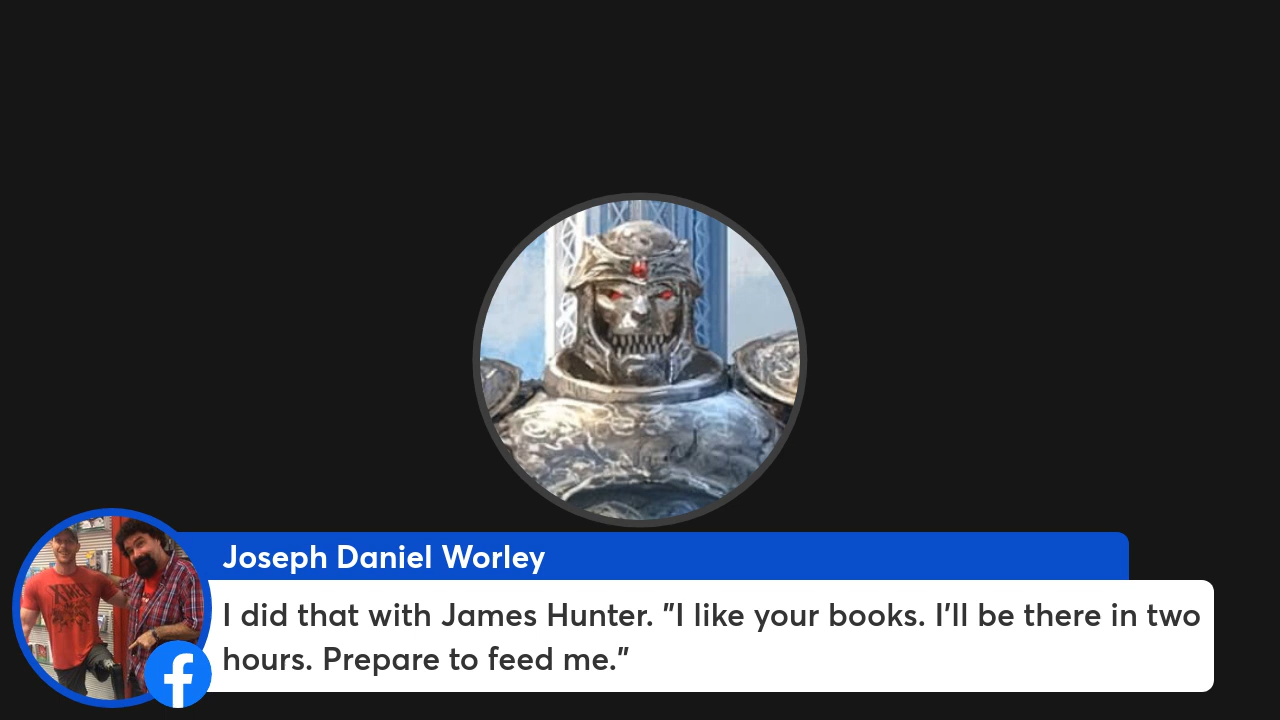 Joseph Daniel Worley
I did that with James Hunter. "I like your books. I'll be there in two
hours. Prepare to feed me."